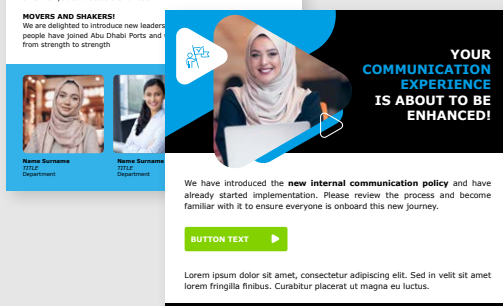 MOVERS AND SHAKERS!
We are delighted to introduce new leaders
people have joined Abu Dhabi Ports and
from strength to strength
Name Surname
TITLE
Department
Name Surname
TITLE
Department
YOUR
COMMUNICATION
EXPERIENCE
IS ABOUT TO BE
ENHANCED!
We have introduced the new internal communication policy and have
already started implementation. Please review the process and become
familiar with it to ensure everyone is onboard this new journey.
BUTTON TEXT
Lorem ipsum dolor sit amet, consectetur adipiscing elit. Sed in velit sit amet
lorem fringilla finibus. Curabitur placerat ut magna eu luctus.